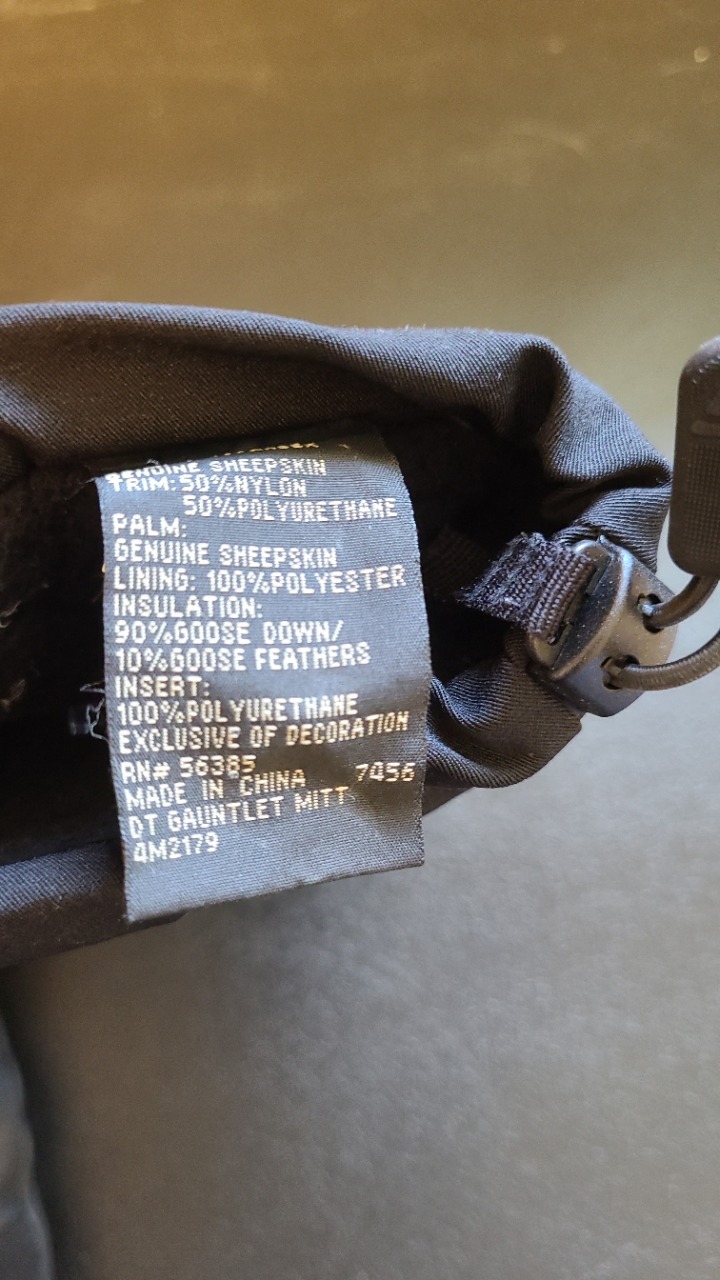 GENUINE SHEEPSKIN
TRIM: 50%NYLON
50%POLYURETHANE
PALM:
GENUINE SHEEPSKIN
LINING: 100%POLYESTER
INSULATION:
90%GOOSE DOWN/
10%GOOSE FEATHERS
INSERT:
100%POLYURETHANE
EXCLUSIVE OF DECORATION
RN# 56385
MADE IN CHINA 7456
DT GAUNTLET MITT
4M2179